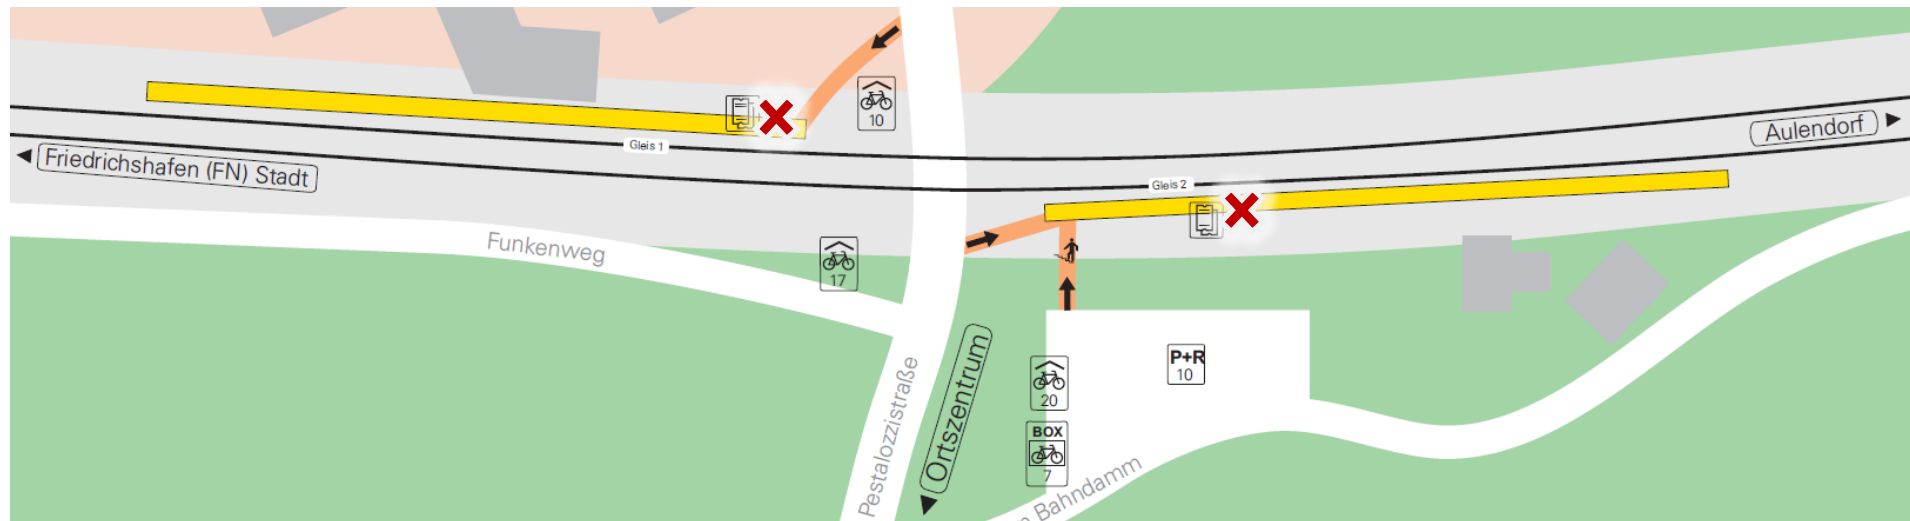 10
Gleis 1
Aulendorf
Friedrichshafen (FN) Stadt
Gleis 2
Funkenweg
17
Pestalozzistraße
Ortszentrum
P+R
10
20
BOX
7
Bahndamm